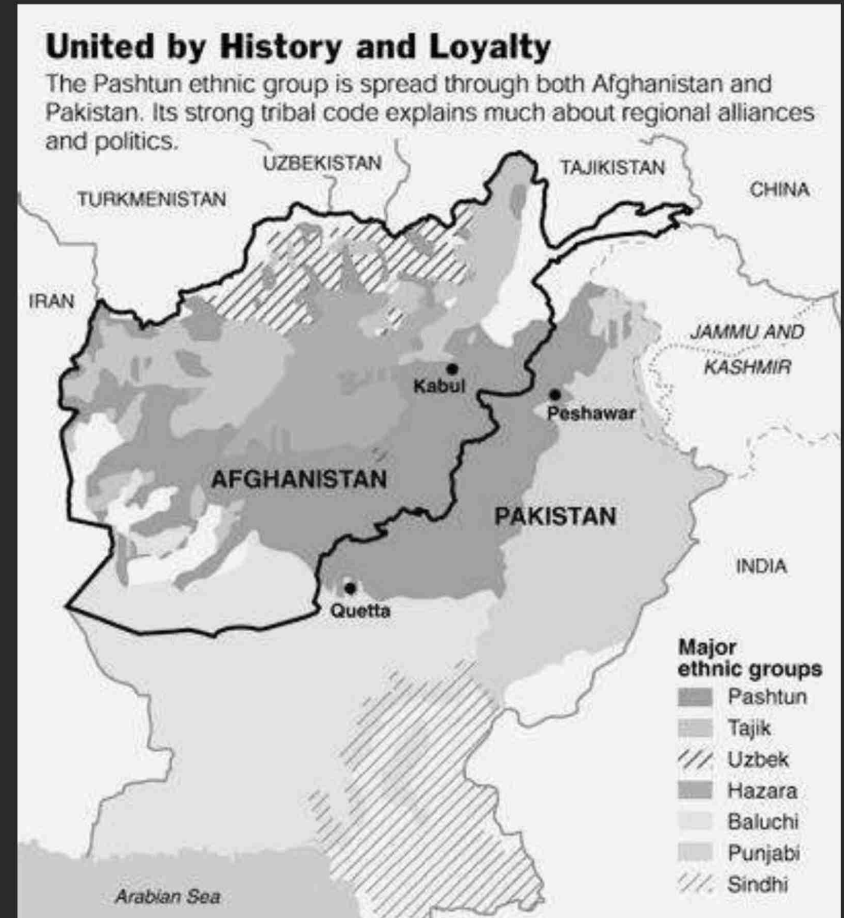 United by History and Loyalty
The Pashtun ethnic group is spread through both Afghanistan and
Pakistan. Its strong tribal code explains much about regional alliances
and politics.
UZBEKISTAN
TAJIKISTAN
TURKMENISTAN
CHINA
IRAN
JAMMU AND
KASHMIR
Kabul
Peshawar
AFGHANISTAN
PAKISTAN
INDIA
Quetta
Major
ethnic groups
Pashtun
Tajik
Uzbek
Hazara
Baluchi
Punjabi
Sindhi
Arabian Sea